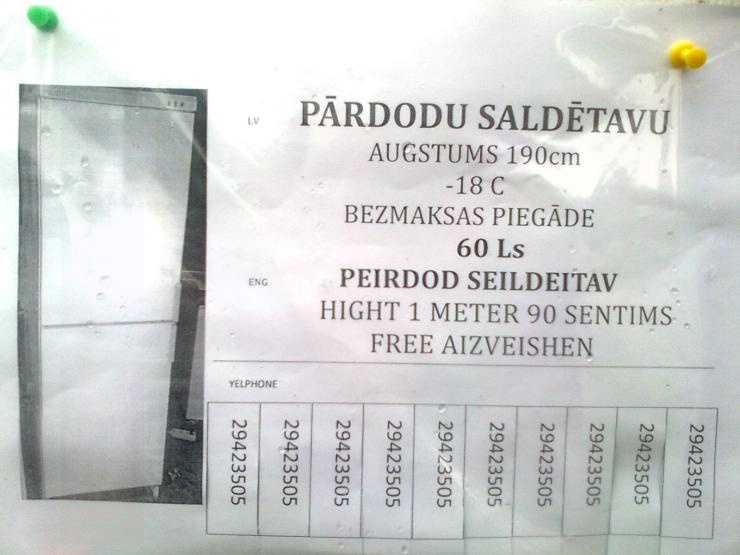 LV
PĀRDODU SALDĒTAVU
AUGSTUMS 190cm
-18 C
BEZMAKSAS PIEGĀDE
60 Ls
ENG
PEIRDOD SEILDEITAV
HIGHT 1 METER 90 SENTIMS
FREE AIZVEISHEN
YELPHONE
29423505
29423505
29423505
29423505
29423505
29423505
29423505
29423505
29423505
29423505